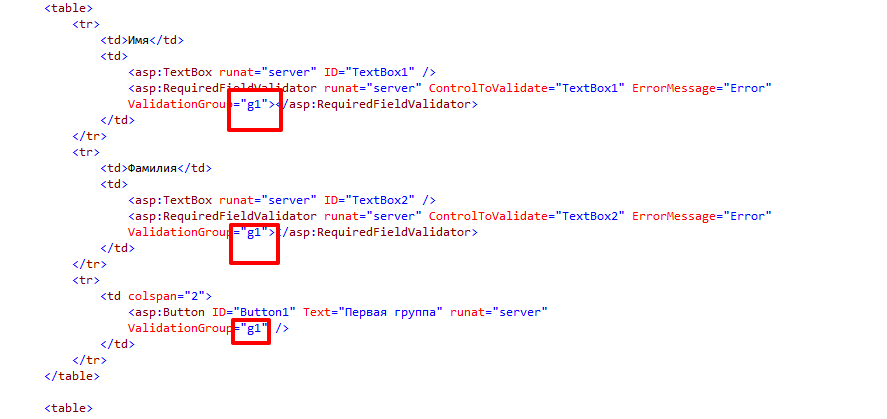 <table>
<tr>
<td>Имя</td>
<td>
<asp:TextBox runat="server" ID="TextBox1" />
<asp:RequiredFieldValidator runat="server" ControlToValidate="TextBox1" ErrorMessage="Error"
ValidationGroup="g1"></asp:RequiredFieldValidator>
</td>
</tr>
<tr>
<td>Фамилия</td>
<td>
<asp:TextBox runat="server" ID="TextBox2" />
<asp:RequiredFieldValidator runat="server" ControlToValidate="TextBox2" ErrorMessage="Error"
ValidationGroup="g1"></asp:RequiredFieldValidator>
</td>
</tr>
<tr>
<td colspan="2">
<asp:Button ID="Button1" Text="Первая группа" runat="server"
ValidationGroup="g1" />
</td>
</tr>
</table>
<table>